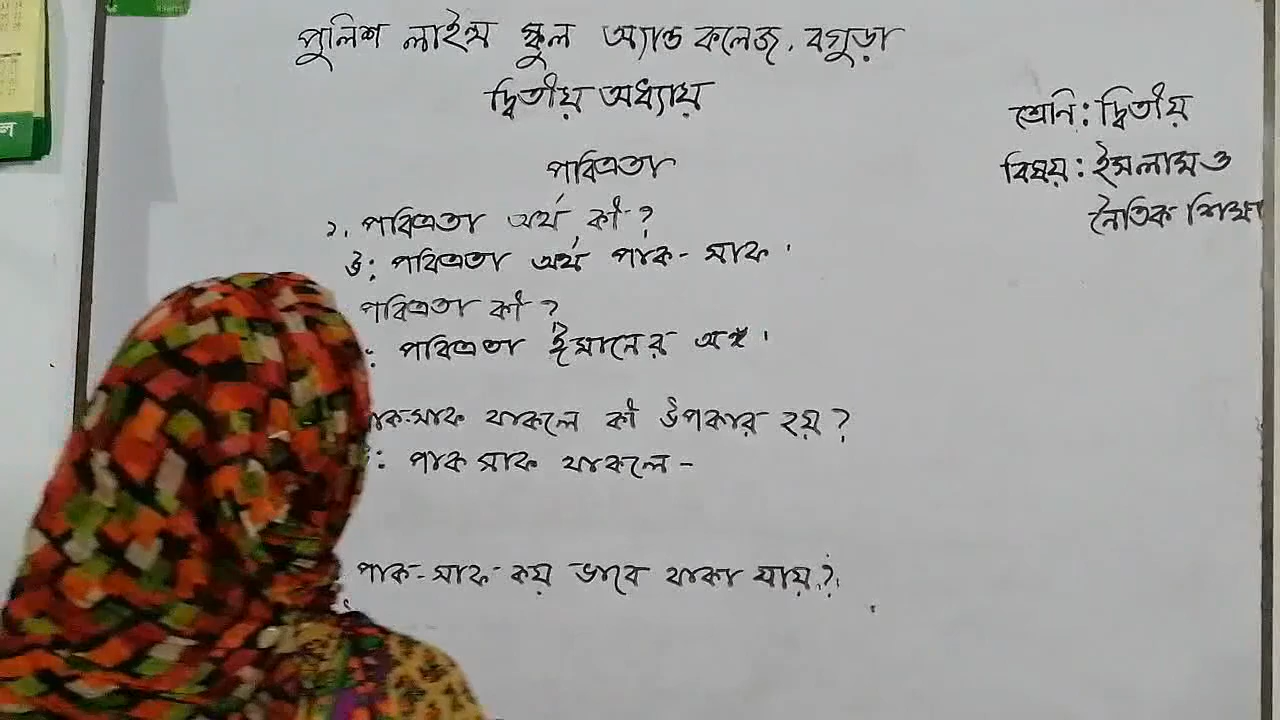 পুলিশ লাইন্স স্কুল অ্যান্ড কলেজ, বগুড়া
দ্বিতীয় অধ্যায়
শ্রেনি: দ্বিতীয়
বিষয়: ইসলাম ও
নৈতিক শিক্ষা
পবিত্রতা
১. পবিত্রতা অর্থ কী?
উ: পবিত্রতা অর্থ পাক-সাফ।
পবিত্রতা কী?
: পবিত্রতা ঈমানের অঙ্গ।
পাক-সাফ থাকলে কী উপকার হয়?
: পাক সাফ থাকলে -
পাক-সাফ কয় ভাবে থাকা যায়?